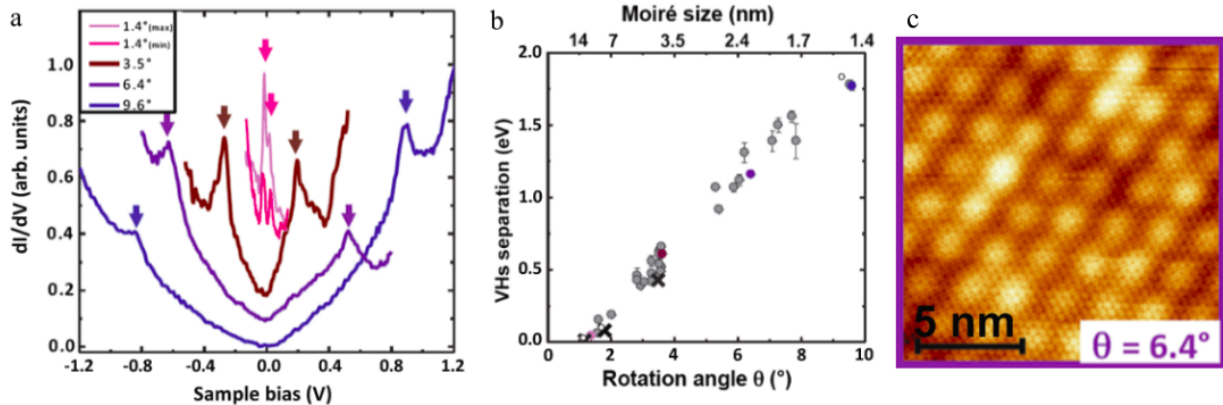 a
1.4°(max)
1.4°(min)
3.5°
6.4°
9.6°
1.0
0.8
0.6
0.4
0.2
0.0
dI/dV (arb. units)
-1.2 -0.8 -0.4 0.0 0.4 0.8 1.2
Sample bias (V)
b
Moiré size (nm)
14 7 3.5 2.4 1.7 1.4
2.0
1.5
1.0
0.5
0.0
VHs separation (eV)
0 2 4 6 8 10
Rotation angle θ (°)
c
5 nm
θ = 6.4°